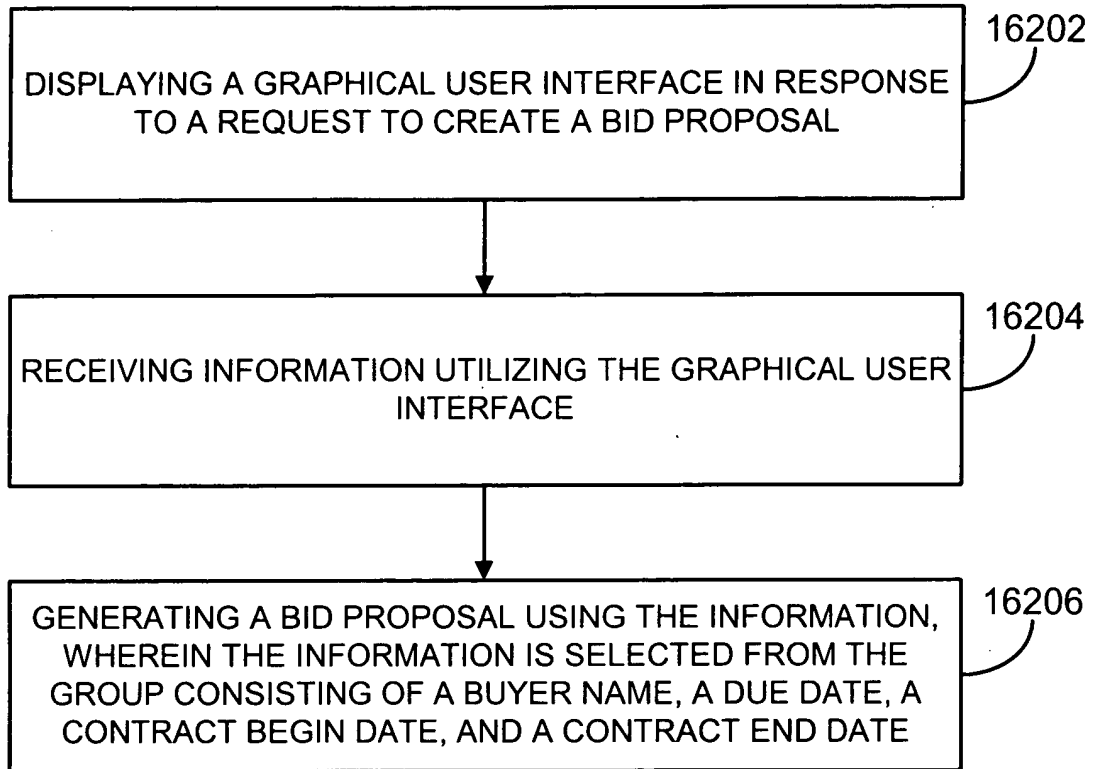 16202
DISPLAYING A GRAPHICAL USER INTERFACE IN RESPONSE
TO A REQUEST TO CREATE A BID PROPOSAL
16204
RECEIVING INFORMATION UTILIZING THE GRAPHICAL USER
INTERFACE
16206
GENERATING A BID PROPOSAL USING THE INFORMATION,
WHEREIN THE INFORMATION IS SELECTED FROM THE
GROUP CONSISTING OF A BUYER NAME, A DUE DATE, A
CONTRACT BEGIN DATE, AND A CONTRACT END DATE